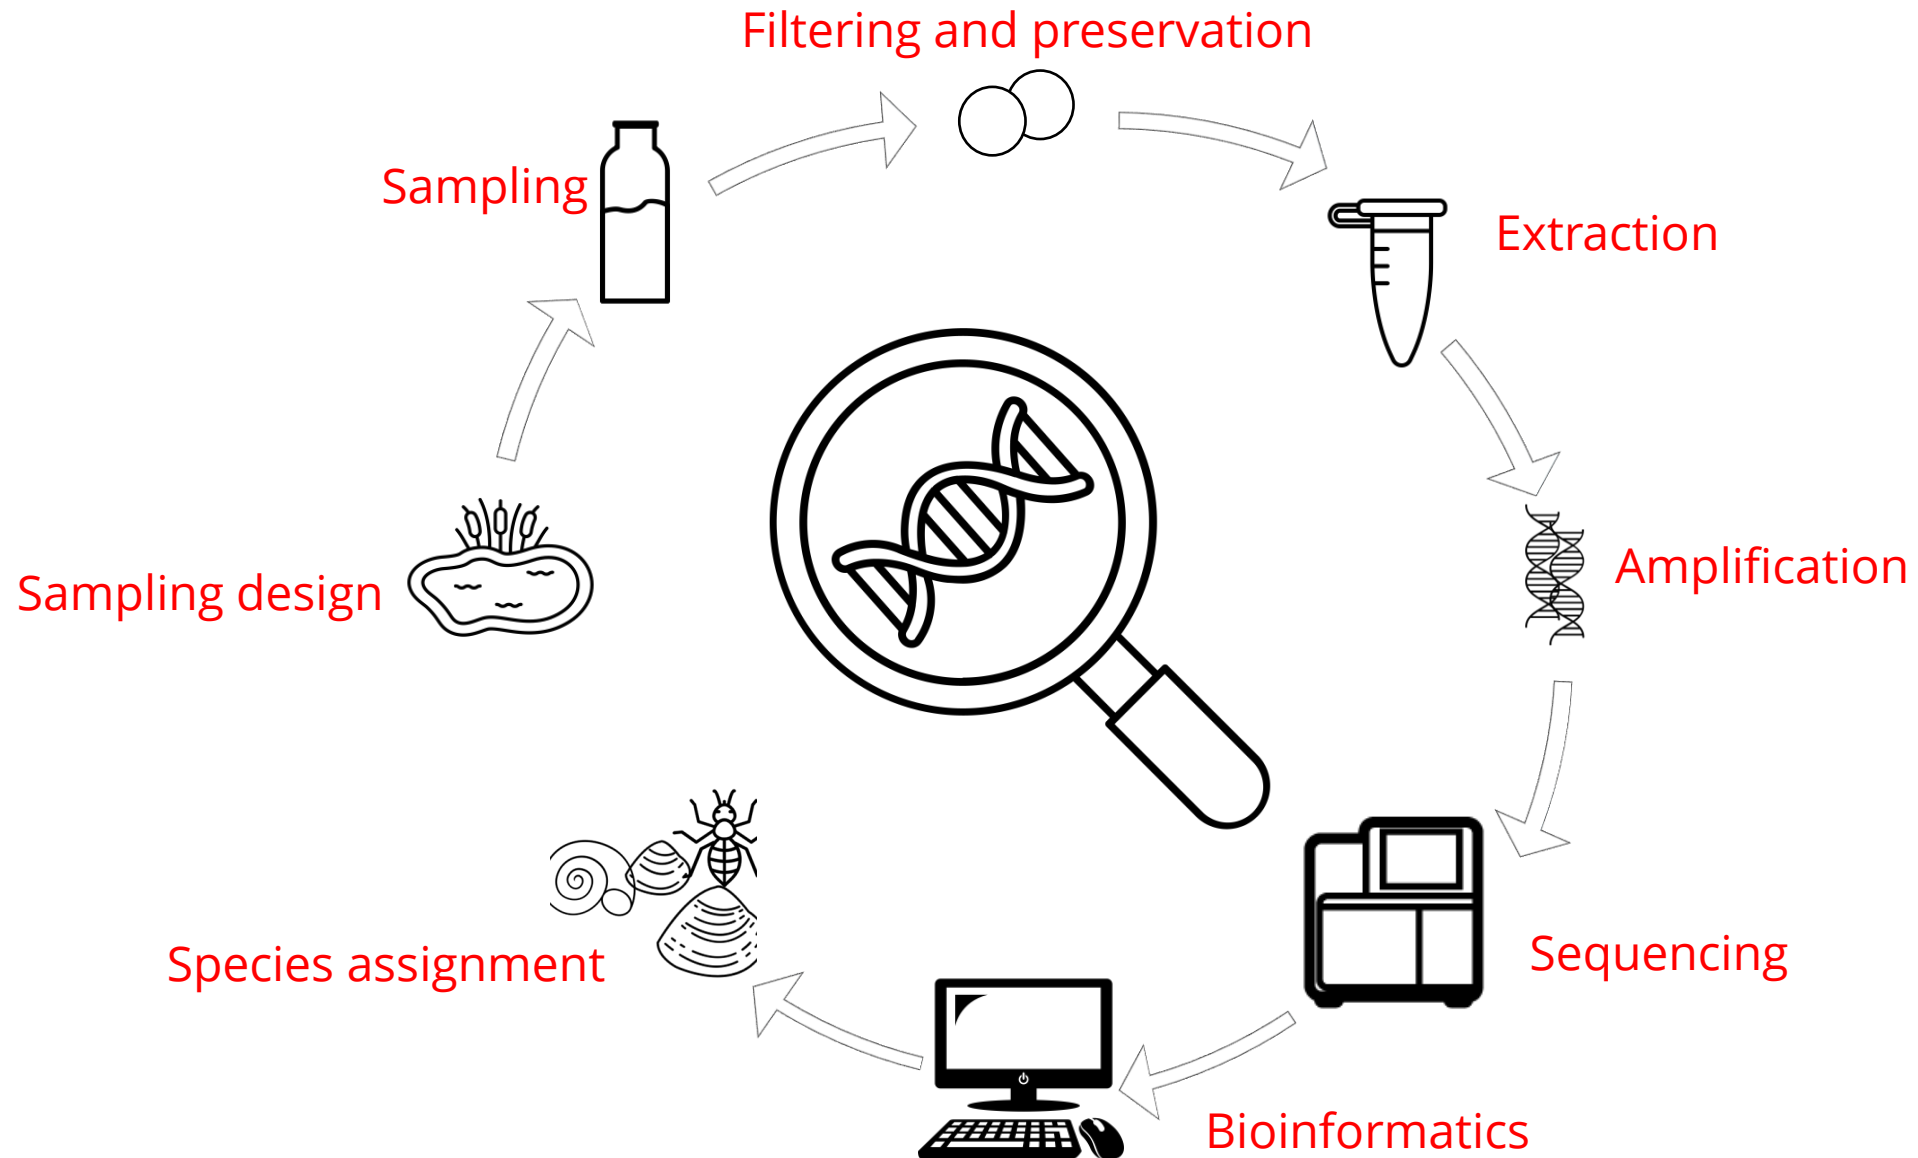 Filtering and preservation
Sampling
Extraction
Sampling design
Amplification
Species assignment
Sequencing
Bioinformatics